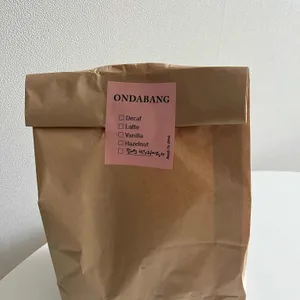 ONDABANG
☐ Decaf
☐ Latte
☐ Vanilla
☐ Hazelnut
☐